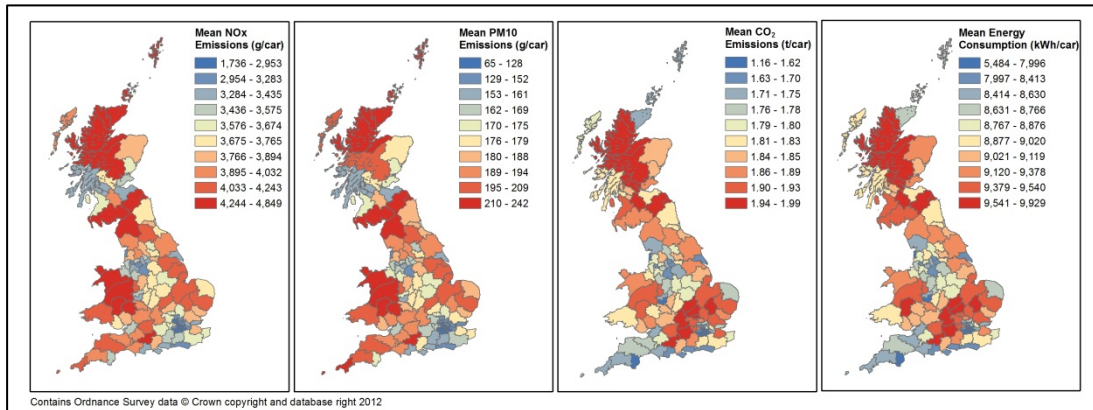 Mean NOx
Emissions (g/car)
1,736 - 2,953
2,954 - 3,283
3,284 - 3,435
3,436 - 3,575
3,576 - 3,674
3,675 - 3,765
3,766 - 3,894
3,895 - 4,032
4,033 - 4,243
4,244 - 4,849
Mean PM10
Emissions (g/car)
65 - 128
129 - 152
153 - 161
162 - 169
170 - 175
176 - 179
180 - 188
189 - 194
195 - 209
210 - 242
Mean CO₂
Emissions (t/car)
1.16 - 1.62
1.63 - 1.70
1.71 - 1.75
1.76 - 1.78
1.79 - 1.80
1.81 - 1.83
1.84 - 1.85
1.86 - 1.89
1.90 - 1.93
1.94 - 1.99
Mean Energy
Consumption (kWh/car)
5,484 - 7,996
7,997 - 8,413
8,414 - 8,630
8,631 - 8,766
8,767 - 8,876
8,877 - 9,020
9,021 - 9,119
9,120 - 9,378
9,379 - 9,540
9,541 - 9,929
Contains Ordnance Survey data © Crown copyright and database right 2012